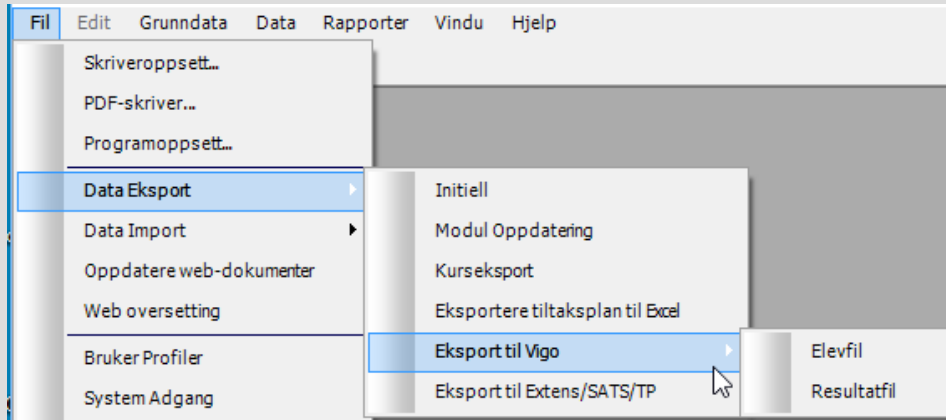 Fil Edit Grunndata Data Rapporter Vindu Hjelp
Skriveroppsett...
PDF-skriver...
Programoppsett...
Data Eksport
Data Import
Oppdatere web-dokumenter
Web oversetting
Bruker Profiler
System Adgang
Initiell
Modul Oppdatering
Kurseksport
Eksportere tiltaksplan til Excel
Eksport til Vigo
Eksport til Extens/SATS/TP
Elevfil
Resultatfil